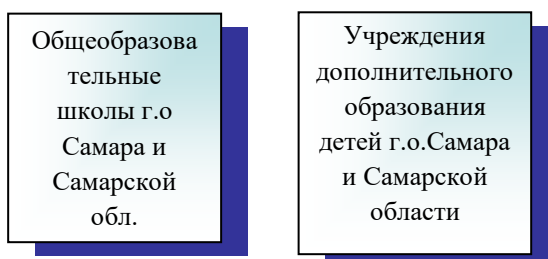 Общеобразова
тельные
школы г.о
Самара и
Самарской
обл.
Учреждения
дополнительного
образования
детей г.о.Самара
и Самарской
области